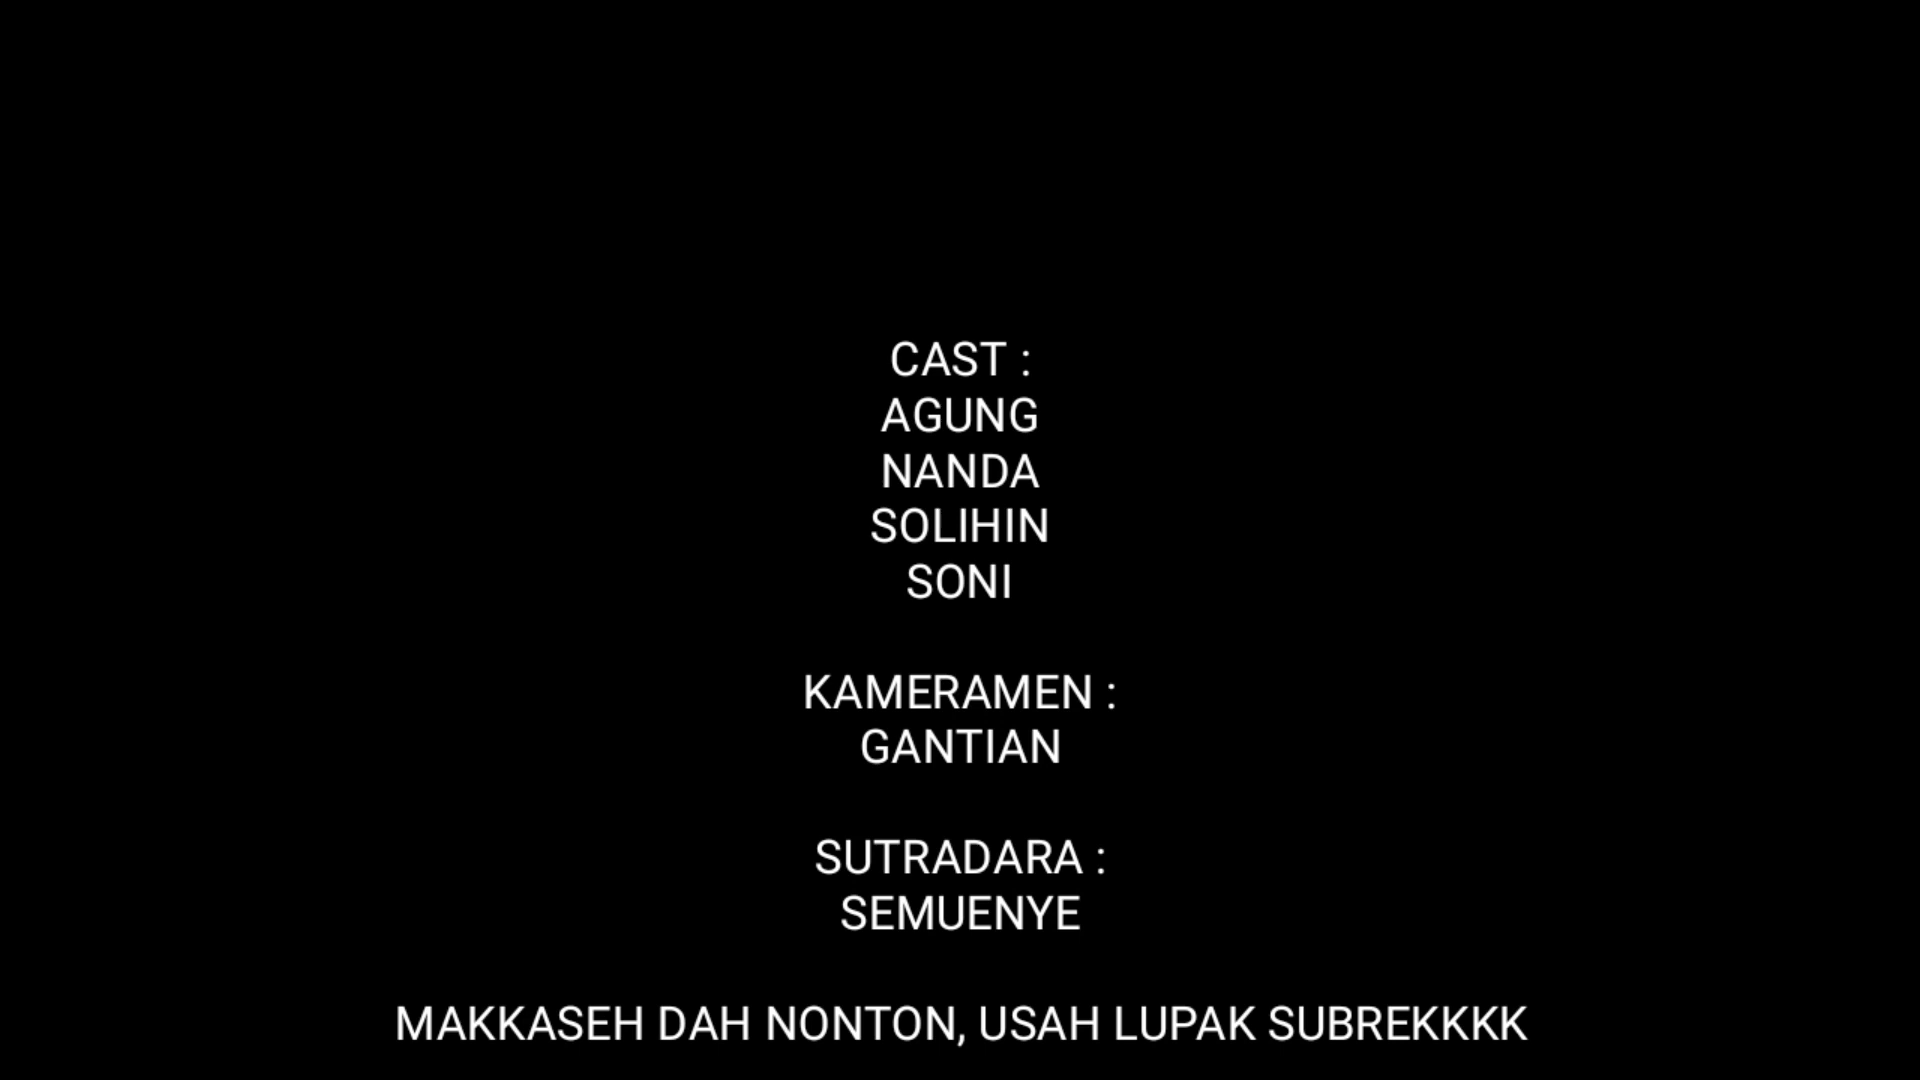 CAST :
AGUNG
NANDA
SOLIHIN
SONI
KAMERAMEN :
GANTIAN
SUTRADARA :
SEMUENYE
MAKKASEH DAH NONTON, USAH LUPAK SUBREKKKK